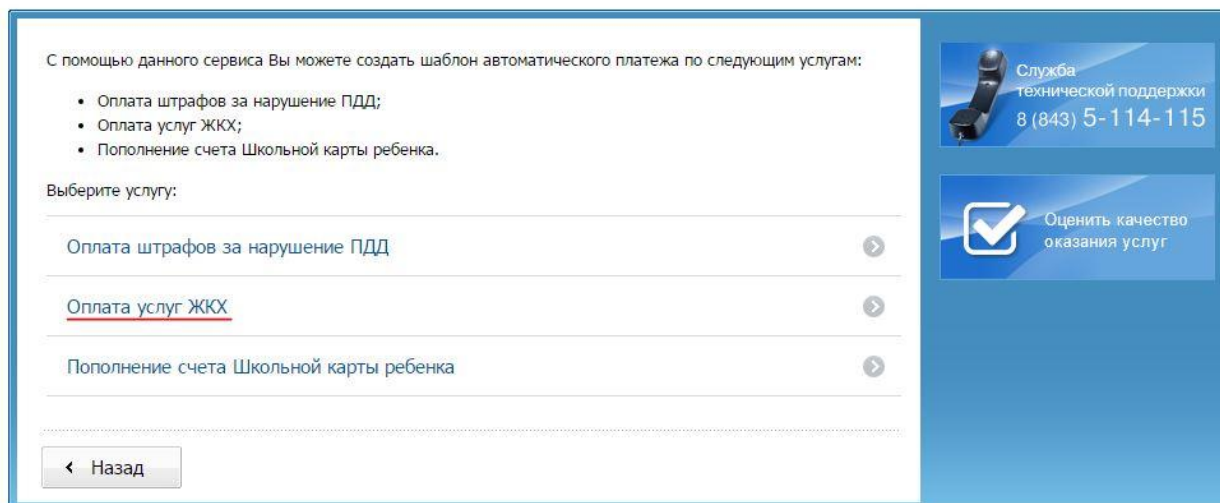 С помощью данного сервиса Вы можете создать шаблон автоматического платежа по следующим услугам:
• Оплата штрафов за нарушение ПДД;
• Оплата услуг ЖКХ;
• Пополнение счета Школьной карты ребенка.
Выберите услугу:
Оплата штрафов за нарушение ПДД
Оплата услуг ЖКХ
Пополнение счета Школьной карты ребенка
Назад
Служба
технической поддержки
8 (843) 5-114-115
Оценить качество
оказания услуг